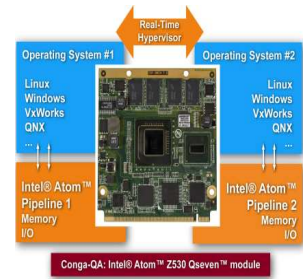 Real-Time
Hypervisor
Operating System #1
Linux
Windows
VxWorks
QNX
...
Intel® Atom™
Pipeline 1
Memory
I/O
Operating System #2
Linux
Windows
VxWorks
QNX
...
Intel® Atom™
Pipeline 2
Memory
I/O
Conga-QA: Intel® Atom™ Z530 Qseven™ module